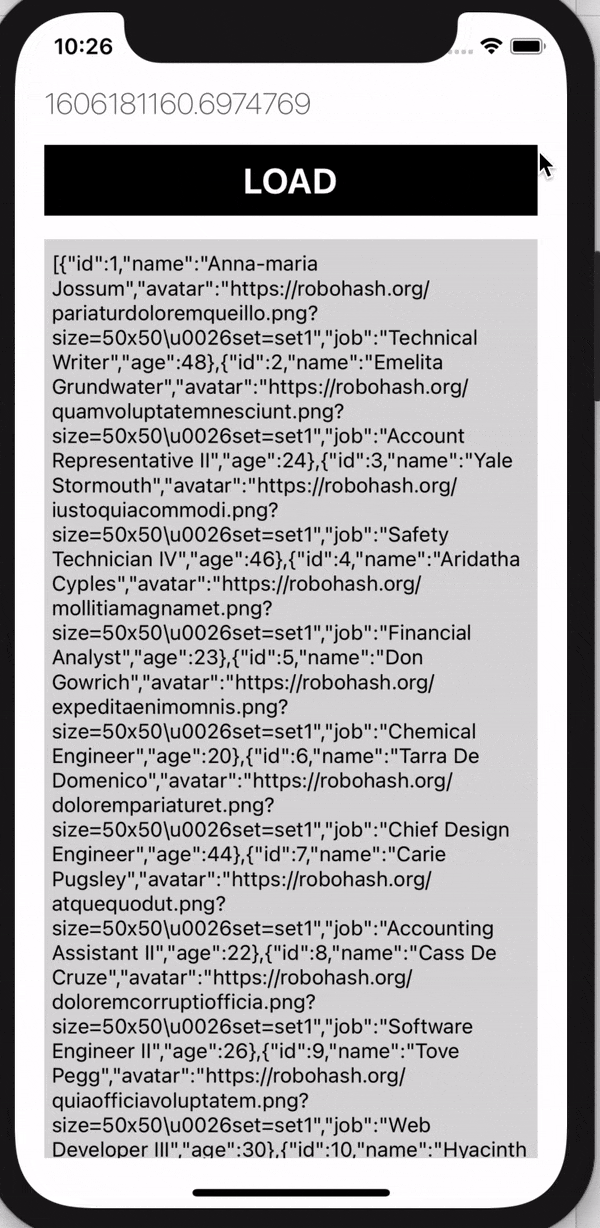 10:26
1606181160.6974769
LOAD
[{"id":1,"name":"Anna-maria
Jossum","avatar":"https://robohash.org/
pariaturdoloremqueillo.png?
size=50x50\u0026set=set1","job":"Technical
Writer","age":48},{"id":2,"name":"Emelita
Grundwater","avatar":"https://robohash.org/
quamvoluptatemnesciunt.png?
size=50x50\u0026set=set1","job":"Account
Representative II","age":24},{"id":3,"name":"Yale
Stormouth","avatar":"https://robohash.org/
iustoquiacommodi.png?
size=50x50\u0026set=set1","job":"Safety
Technician IV","age":46},{"id":4,"name":"Aridatha
Cyples","avatar":"https://robohash.org/
mollitiamagnamet.png?
size=50x50\u0026set=set1","job":"Financial
Analyst","age":23},{"id":5,"name":"Don
Gowrich","avatar":"https://robohash.org/
expeditaenimomnis.png?
size=50x50\u0026set=set1","job":"Chemical
Engineer","age":20},{"id":6,"name":"Tarra De
Domenico","avatar":"https://robohash.org/
dolorempariaturet.png?
size=50x50\u0026set=set1","job":"Chief Design
Engineer","age":44},{"id":7,"name":"Carie
Pugsley","avatar":"https://robohash.org/
atquequodut.png?
size=50x50\u0026set=set1","job":"Accounting
Assistant II","age":22},{"id":8,"name":"Cass De
Cruze","avatar":"https://robohash.org/
doloremcorruptiofficia.png?
size=50x50\u0026set=set1","job":"Software
Engineer II","age":26},{"id":9,"name":"Tove
Pegg","avatar":"https://robohash.org/
quiaofficiavoluptatem.png?
size=50x50\u0026set=set1","job":"Web
Developer III","age":30},{"id":10,"name":"Hyacinth